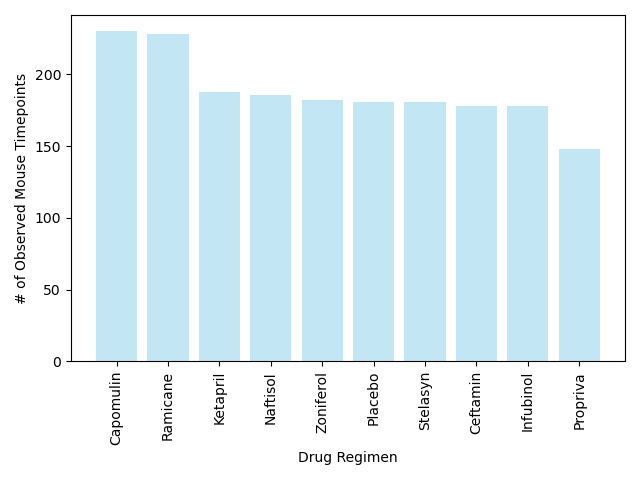 # of Observed Mouse Timepoints
200
150
100
50
0
Capomulin
Ramicane
Ketapril
Naftisol
Zoniferol
Placebo
Stelasyn
Ceftamin
Infubinol
Propriva
Drug Regimen